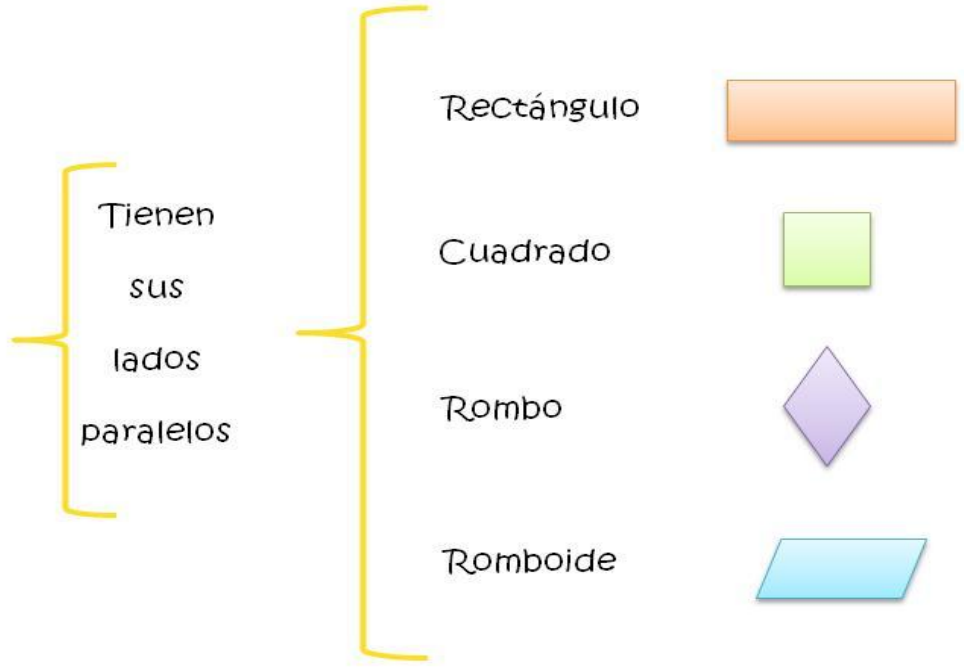 Tienen
sus
lados
paralelos
Rectángulo
Cuadrado
Rombo
Romboide